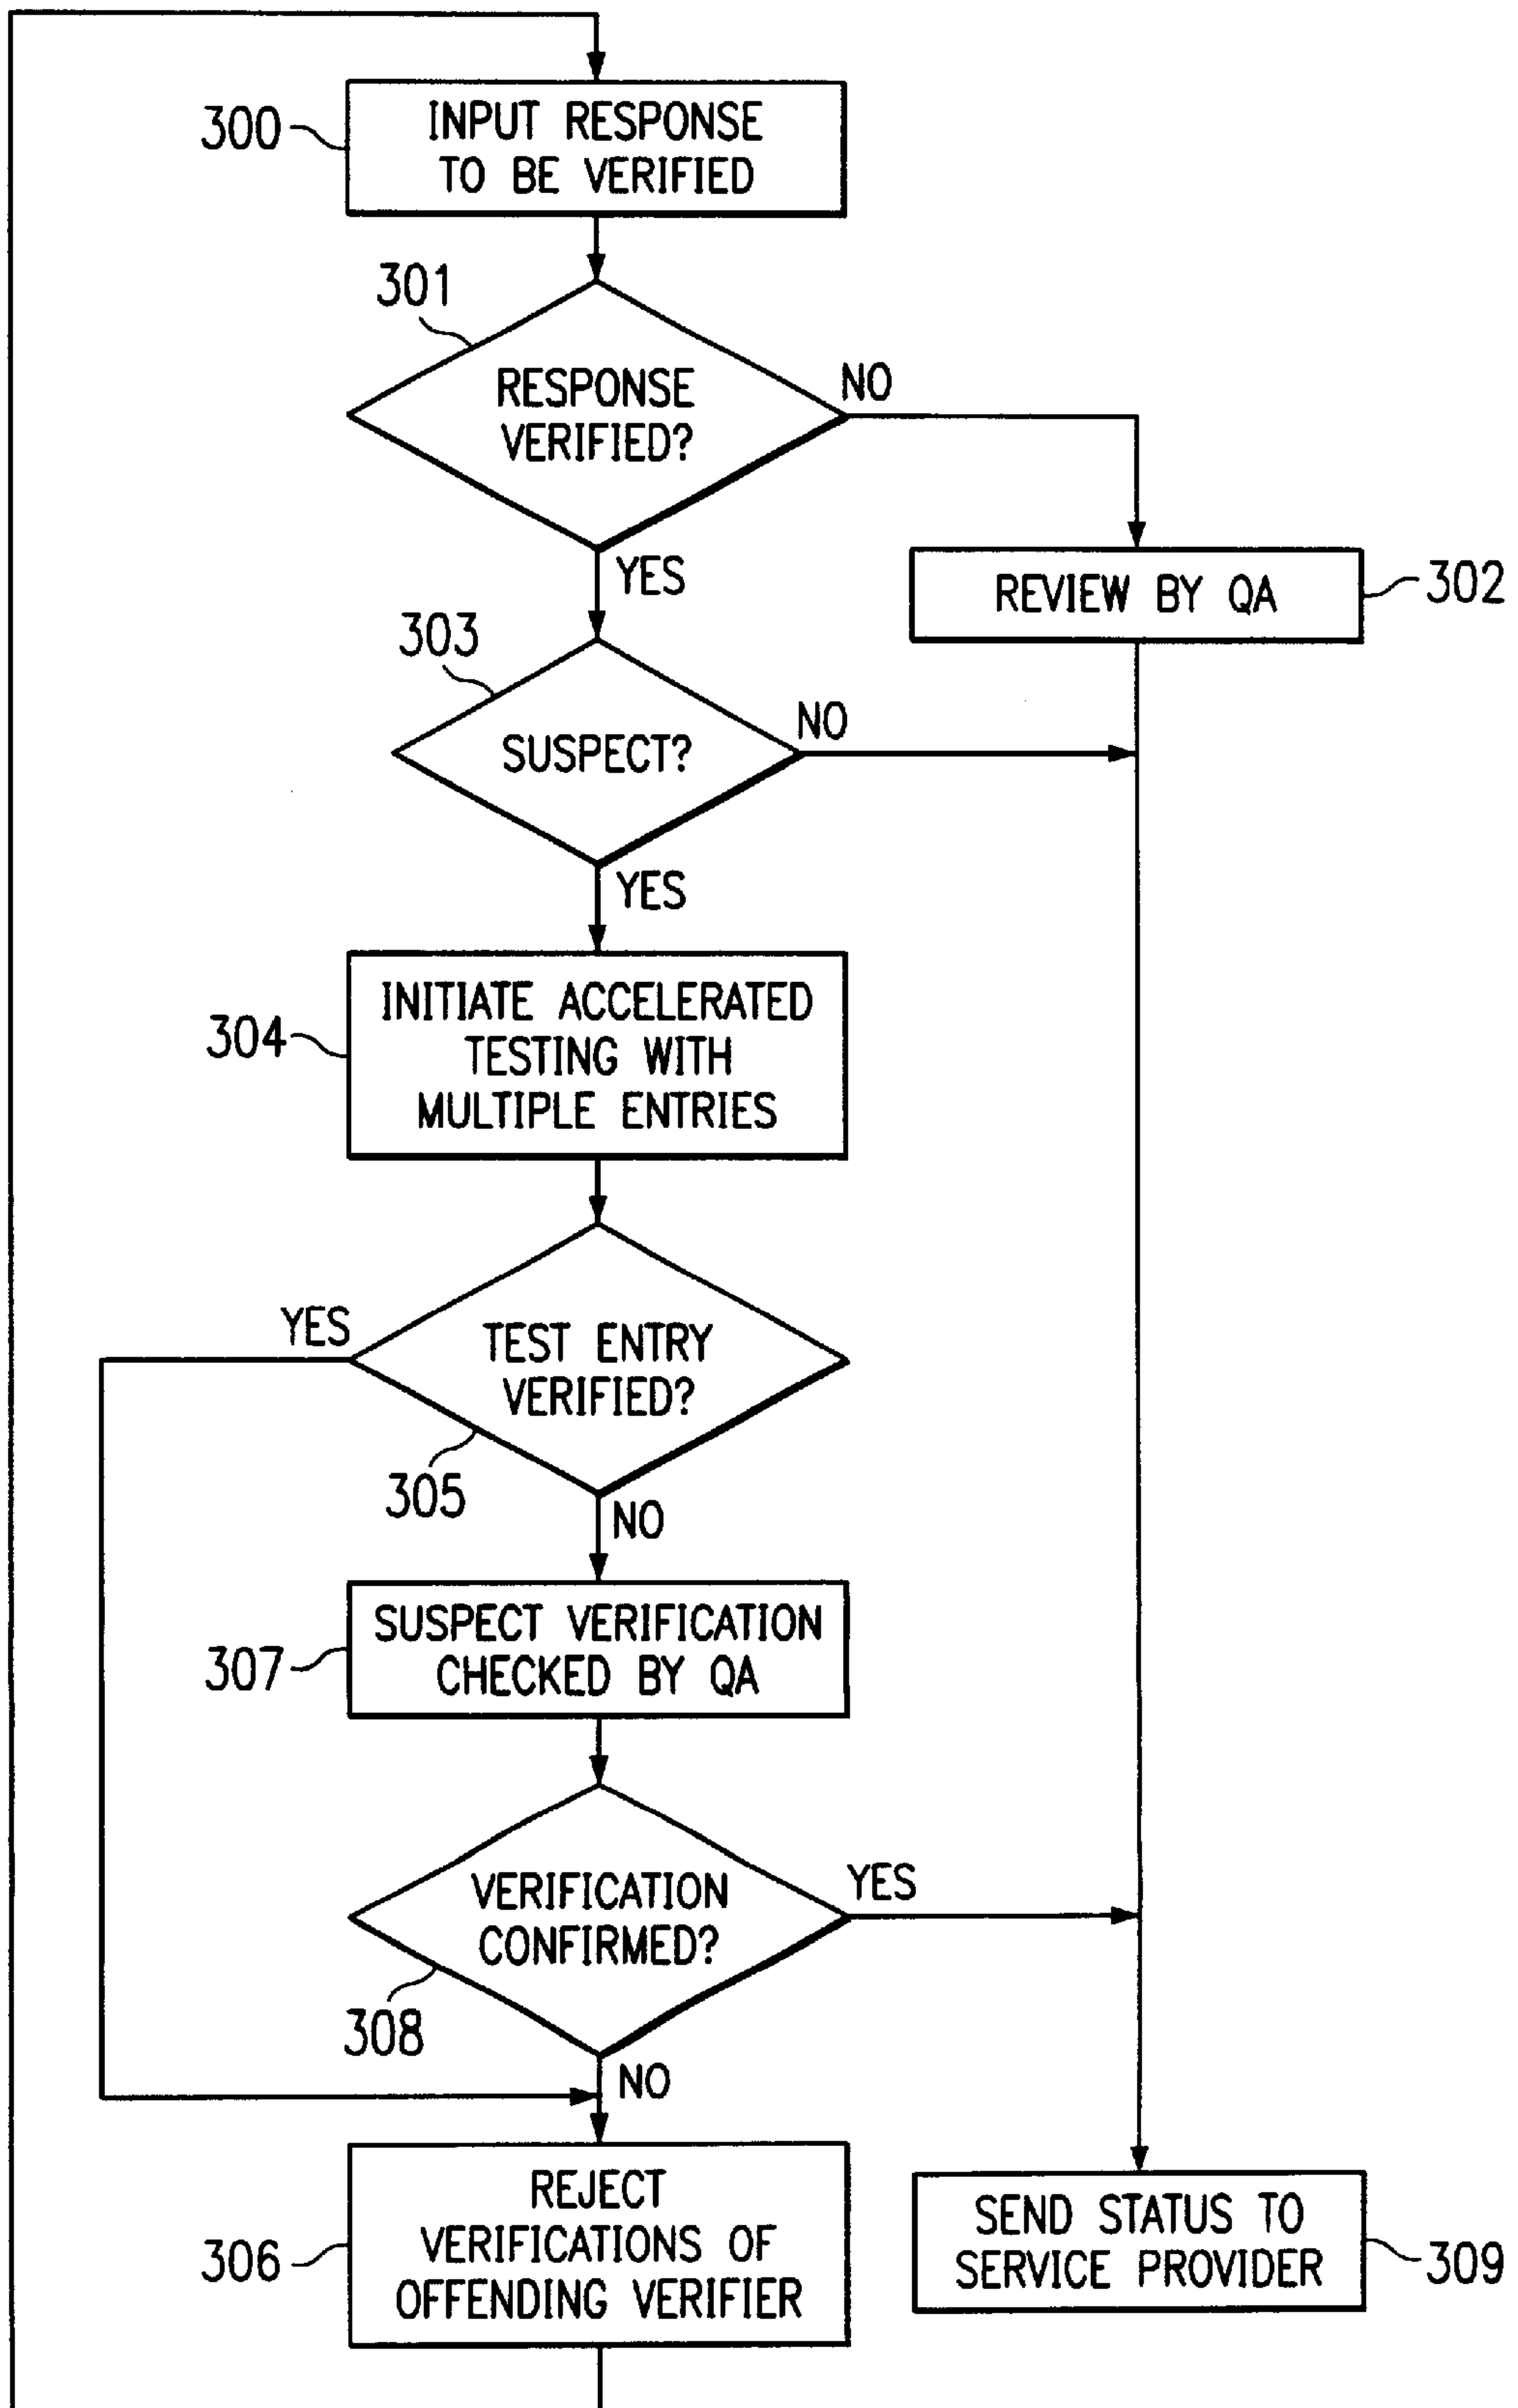 300
INPUT RESPONSE
TO BE VERIFIED
301
RESPONSE
VERIFIED?
NO
YES
REVIEW BY QA
302
303
SUSPECT?
NO
YES
304
INITIATE ACCELERATED
TESTING WITH
MULTIPLE ENTRIES
YES
TEST ENTRY
VERIFIED?
305
NO
307
SUSPECT VERIFICATION
CHECKED BY QA
VERIFICATION
CONFIRMED?
YES
308
NO
306
REJECT
VERIFICATIONS OF
OFFENDING VERIFIER
SEND STATUS TO
SERVICE PROVIDER
309